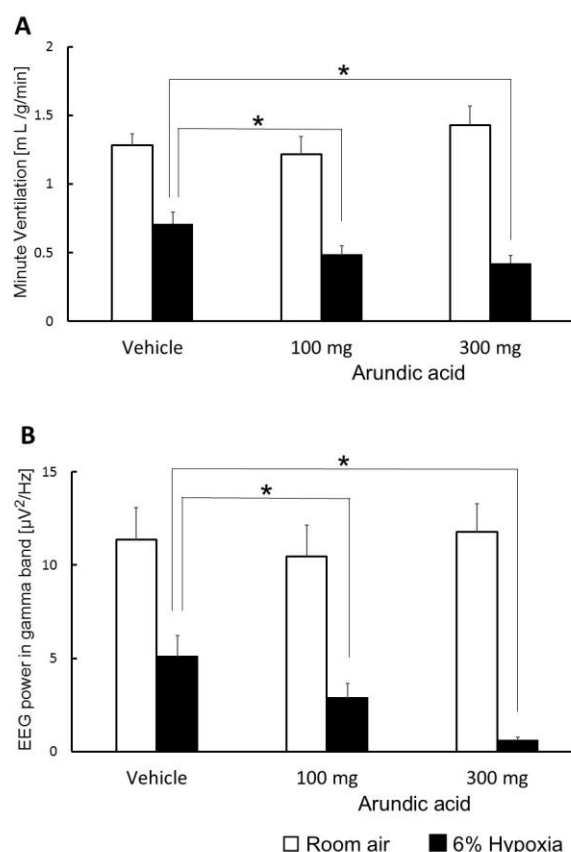 A
Minute Ventilation [mL /g/min]
2
1.5
1
0.5
0
*
*
Vehicle
100 mg
300 mg
Arundic acid
B
EEG power in gamma band [µV²/Hz]
15
10
5
0
*
*
Vehicle
100 mg
300 mg
Arundic acid
Room air
6% Hypoxia